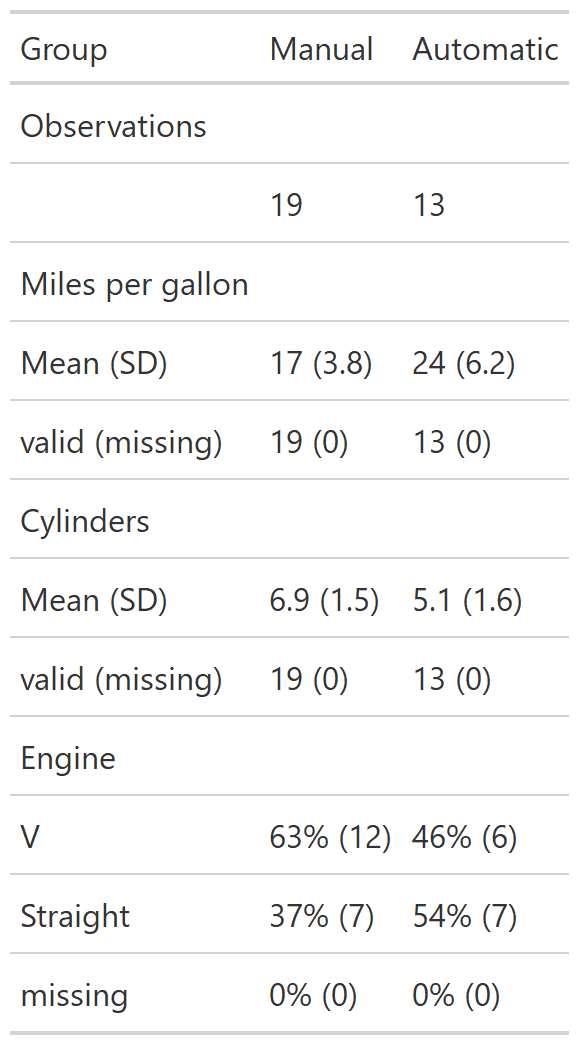 Group Manual Automatic
Observations
19 13
Miles per gallon
Mean (SD) 17 (3.8) 24 (6.2)
valid (missing) 19 (0) 13 (0)
Cylinders
Mean (SD) 6.9 (1.5) 5.1 (1.6)
valid (missing) 19 (0) 13 (0)
Engine
V 63% (12) 46% (6)
Straight 37% (7) 54% (7)
missing 0% (0) 0% (0)